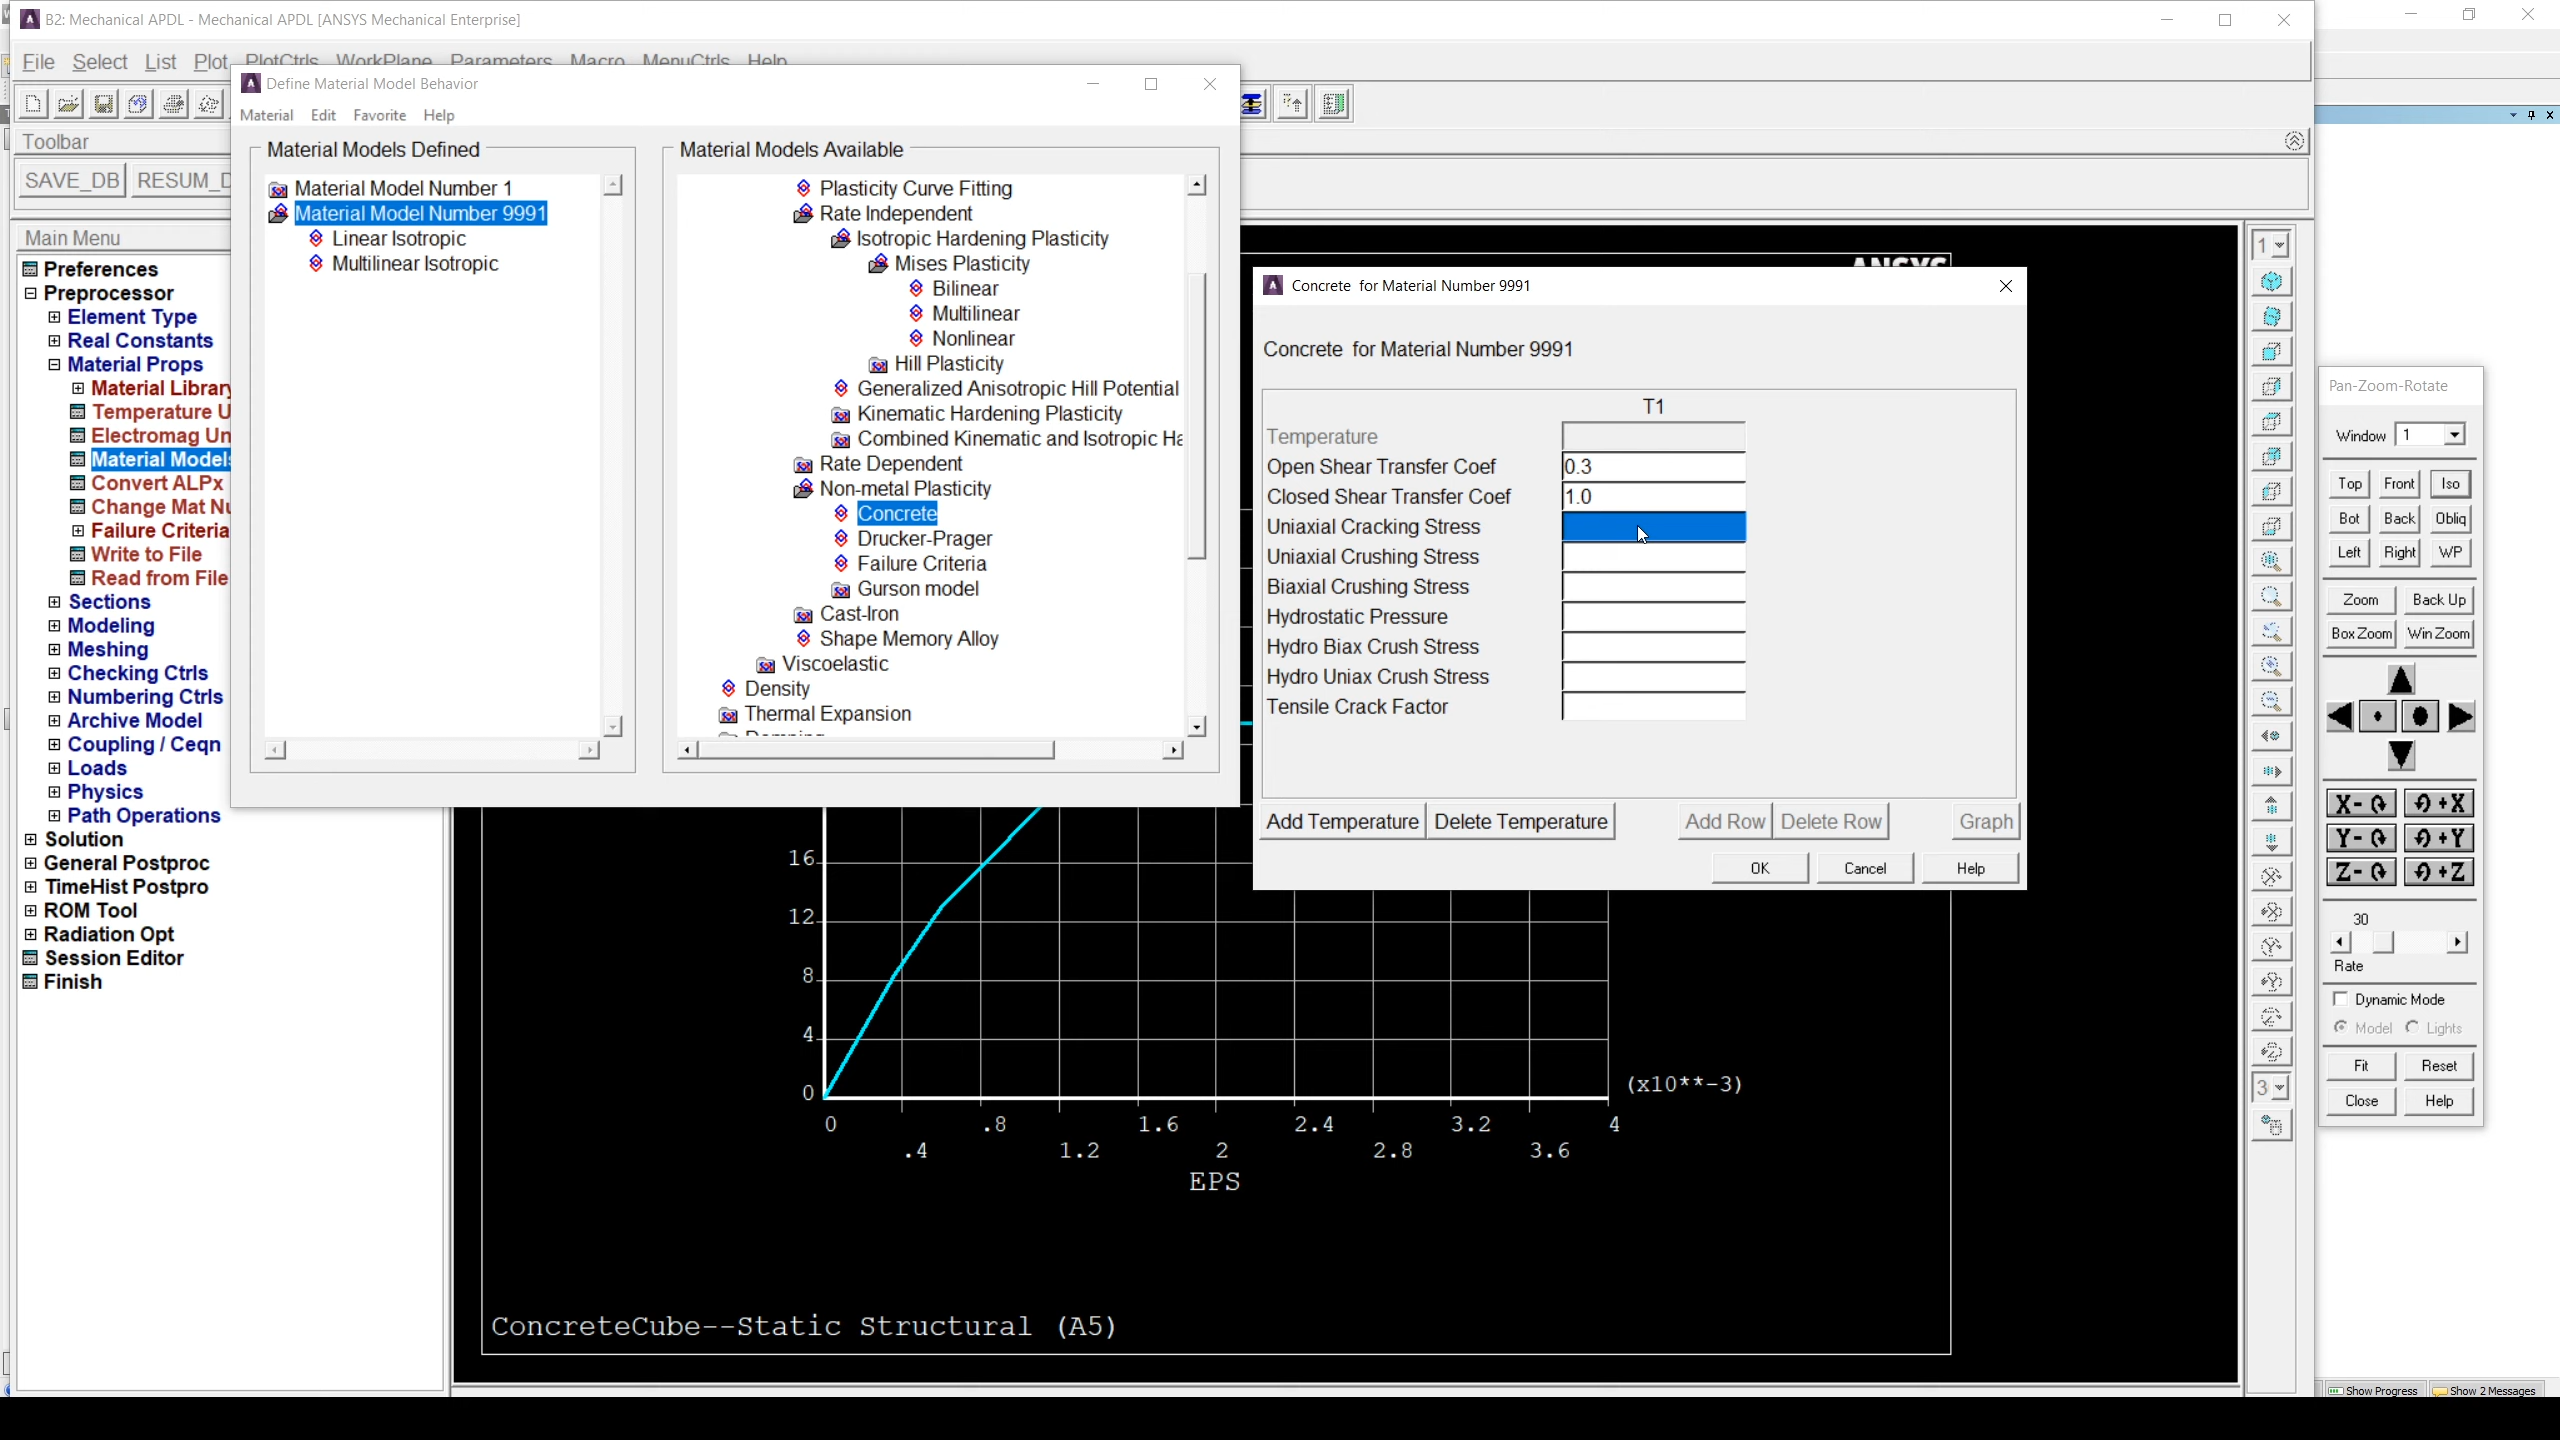 B2: Mechanical APDL - Mechanical APDL [ANSYS Mechanical Enterprise]
File Select List Plot PlotCtrls WorkPlane Parameters Macro MenuCtrls Help
Define Material Model Behavior
Material Edit Favorite Help
Toolbar
SAVE_DB RESUM_D
Main Menu
Preferences
Preprocessor
Element Type
Real Constants
Material Props
Material Library
Temperature U
Electromag Un
Material Models
Convert ALPx
Change Mat Nu
Failure Criteria
Write to File
Read from File
Sections
Modeling
Meshing
Checking Ctrls
Numbering Ctrls
Archive Model
Coupling / Ceqn
Loads
Physics
Path Operations
Solution
General Postproc
TimeHist Postpro
ROM Tool
Radiation Opt
Session Editor
Finish
Material Models Defined
Material Model Number 1
Material Model Number 9991
Linear Isotropic
Multilinear Isotropic
Material Models Available
Plasticity Curve Fitting
Rate Independent
Isotropic Hardening Plasticity
Mises Plasticity
Bilinear
Multilinear
Nonlinear
Hill Plasticity
Generalized Anisotropic Hill Potential
Kinematic Hardening Plasticity
Combined Kinematic and Isotropic Ha
Rate Dependent
Non-metal Plasticity
Concrete
Drucker-Prager
Failure Criteria
Gurson model
Cast-Iron
Shape Memory Alloy
Viscoelastic
Density
Thermal Expansion
Damping
ANSYS
Concrete for Material Number 9991
Concrete for Material Number 9991
T1
Temperature
Open Shear Transfer Coef 0.3
Closed Shear Transfer Coef 1.0
Uniaxial Cracking Stress
Uniaxial Crushing Stress
Biaxial Crushing Stress
Hydrostatic Pressure
Hydro Biax Crush Stress
Hydro Uniax Crush Stress
Tensile Crack Factor
Add Temperature Delete Temperature Add Row Delete Row Graph
OK Cancel Help
16
12
8
4
0
(x10**-3)
0 .8 1.6 2.4 3.2 4
.4 1.2 2 2.8 3.6
EPS
ConcreteCube--Static Structural (A5)
1
3
Pan-Zoom-Rotate
Window 1
Top Front Iso
Bot Back Obliq
Left Right WP
Zoom Back Up
Box Zoom Win Zoom
X- +X
Y- +Y
Z- +Z
30
Rate
Dynamic Mode
Model Lights
Fit Reset
Close Help
Show Progress Show 2 Messages